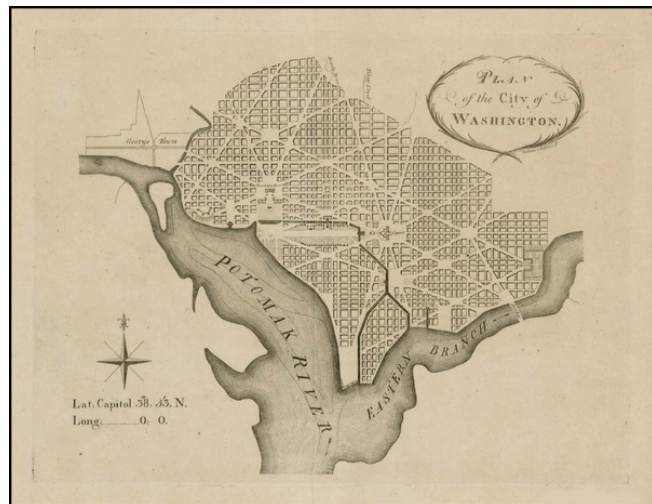 PLAN
of the City of
WASHINGTON.
George Town
POTOMAK RIVER
EASTERN BRANCH
Lat. Capitol 38. 53. N.
Long. 0. 0.